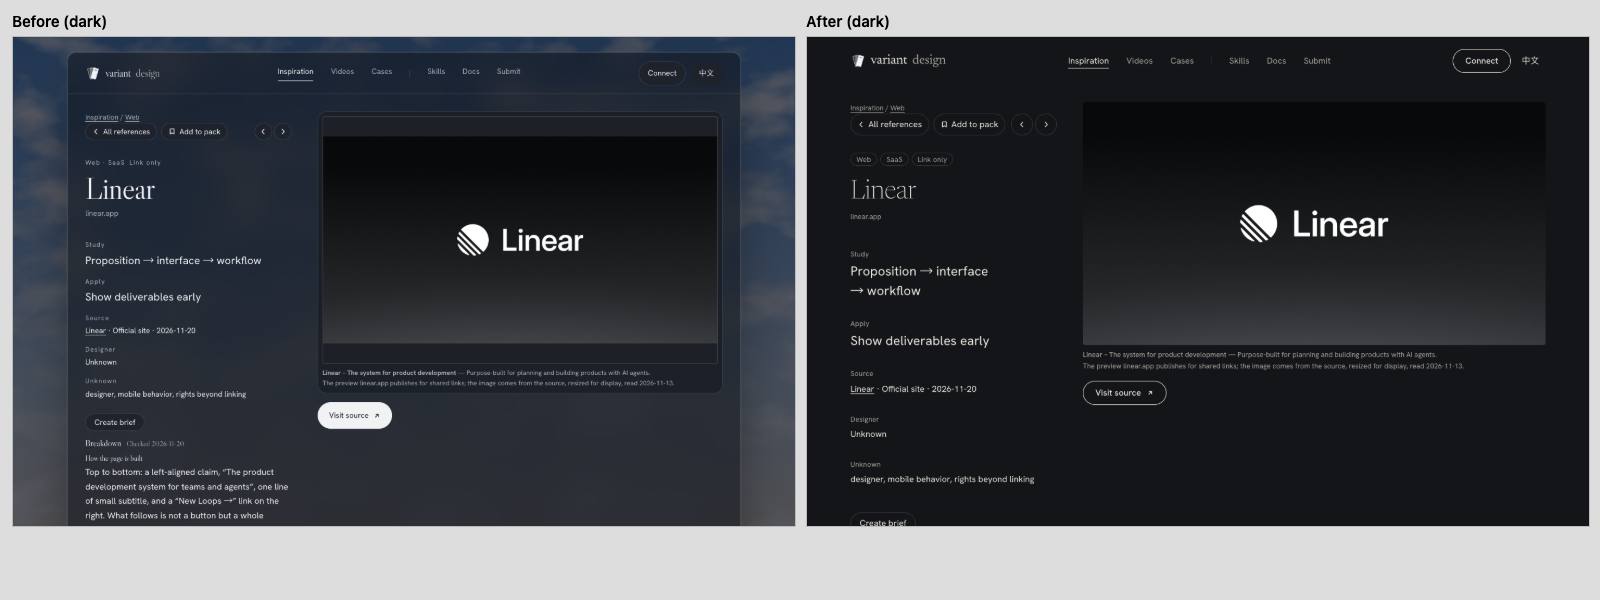 Before (dark)
variant design
Inspiration Videos Cases Skills Docs Submit
Connect 中文
Inspiration / Web
All references Add to pack
Web · SaaS Link only
Linear
linear.app
Study
Proposition → interface → workflow
Apply
Show deliverables early
Source
Linear · Official site · 2026-11-20
Designer
Unknown
Unknown
designer, mobile behavior, rights beyond linking
Create brief
Breakdown Checked 2026-11-20
How the page is built
Top to bottom: a left-aligned claim, “The product
development system for teams and agents”, one line
of small subtitle, and a “New Loops →” link on the
right. What follows is not a button but a whole
Linear
Linear – The system for product development — Purpose-built for planning and building products with AI agents.
The preview linear.app publishes for shared links; the image comes from the source, resized for display, read 2026-11-13.
Visit source ↗
After (dark)
variant design
Inspiration Videos Cases Skills Docs Submit
Connect 中文
Inspiration / Web
All references Add to pack
Web SaaS Link only
Linear
linear.app
Study
Proposition → interface
→ workflow
Apply
Show deliverables early
Source
Linear · Official site · 2026-11-20
Designer
Unknown
Unknown
designer, mobile behavior, rights beyond linking
Create brief
Linear
Linear – The system for product development — Purpose-built for planning and building products with AI agents.
The preview linear.app publishes for shared links; the image comes from the source, resized for display, read 2026-11-13.
Visit source ↗